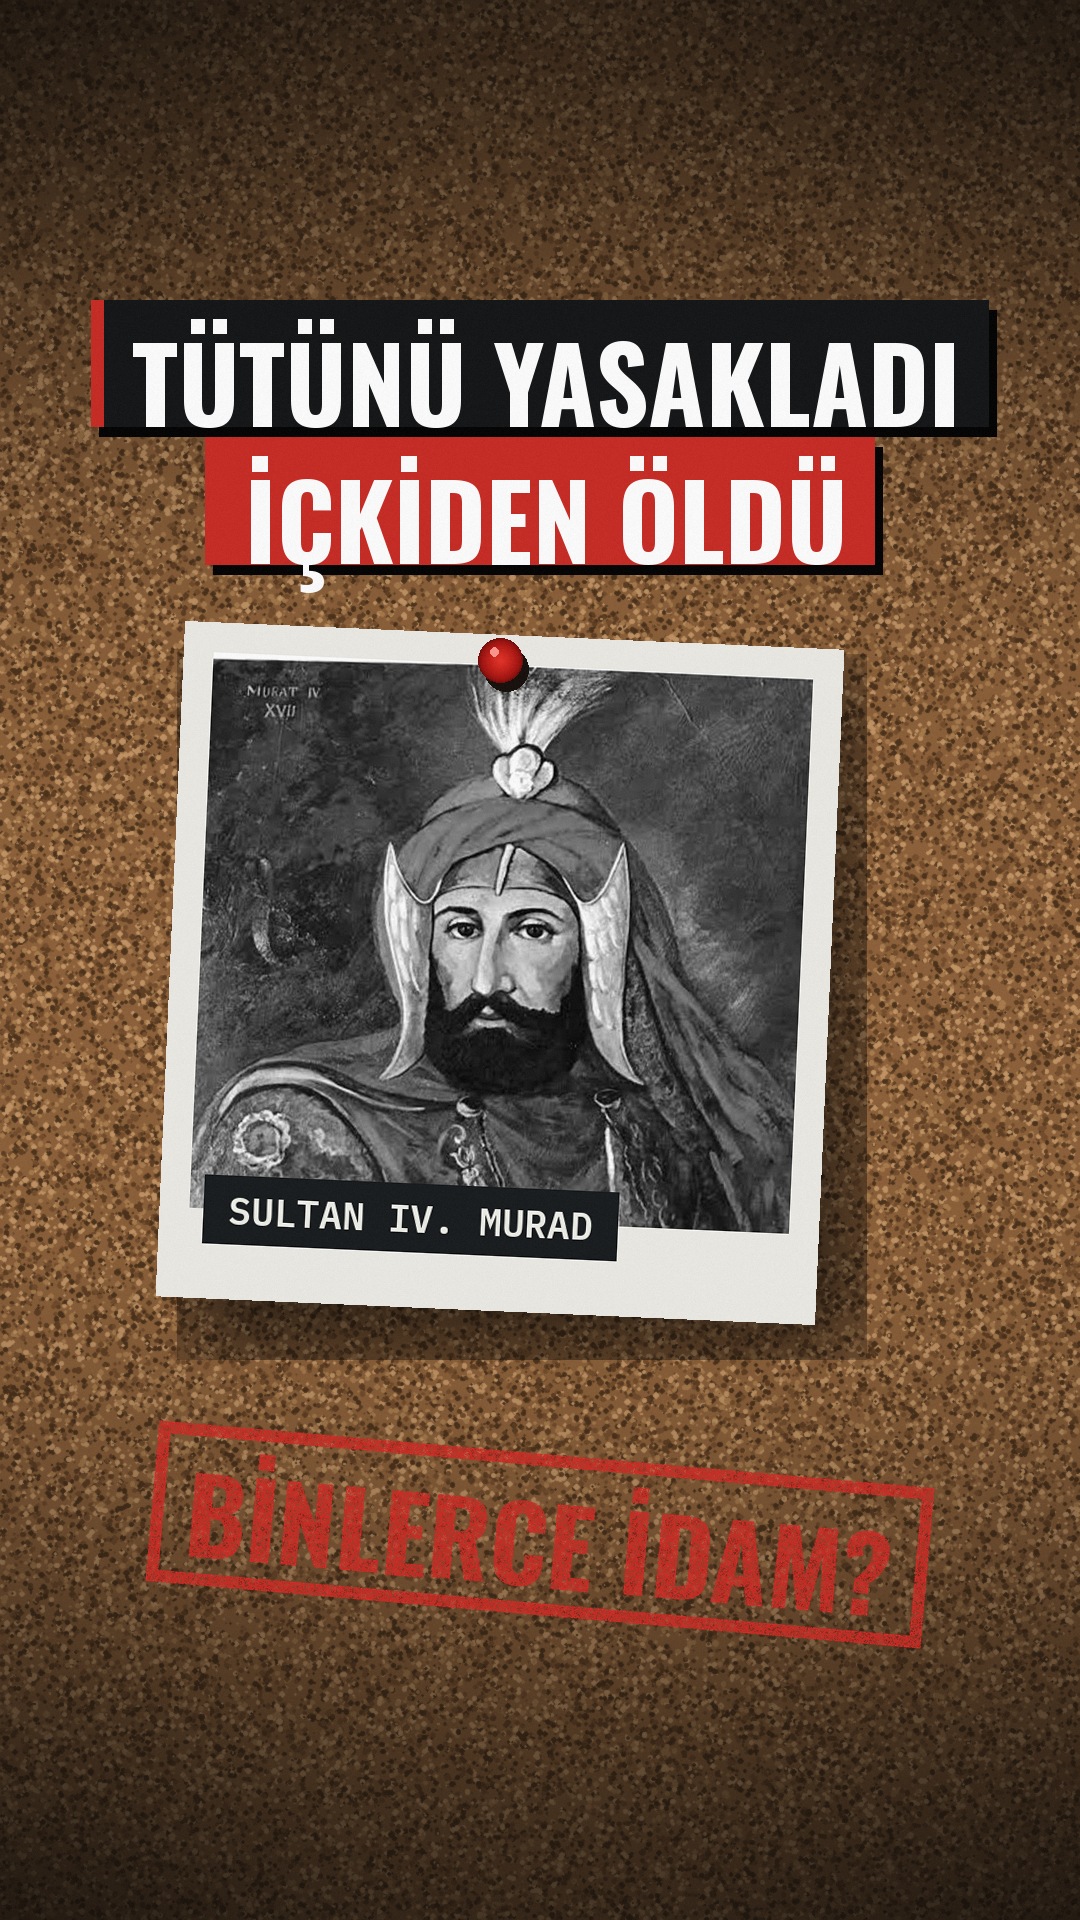 TÜTÜNÜ YASAKLADI
İÇKİDEN ÖLDÜ
MURAT IV
XVII
SULTAN IV. MURAD
BİNLERCE İDAM?